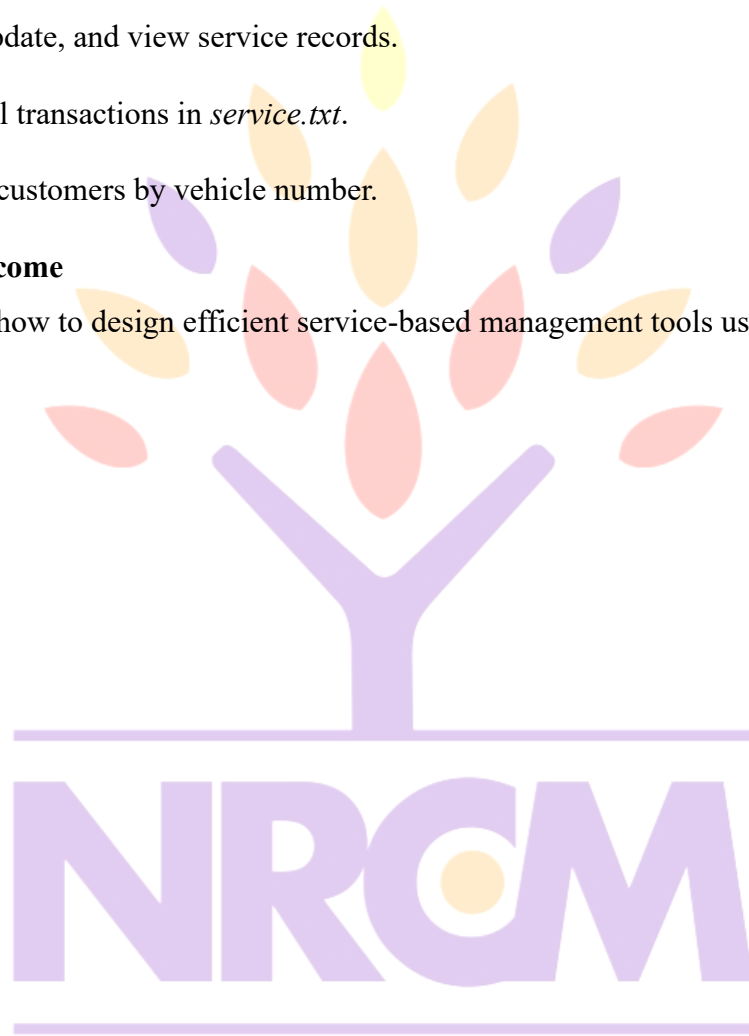 pdate, and view service records.
l transactions in service.txt.
customers by vehicle number.
come
how to design efficient service-based management tools us
NRCM